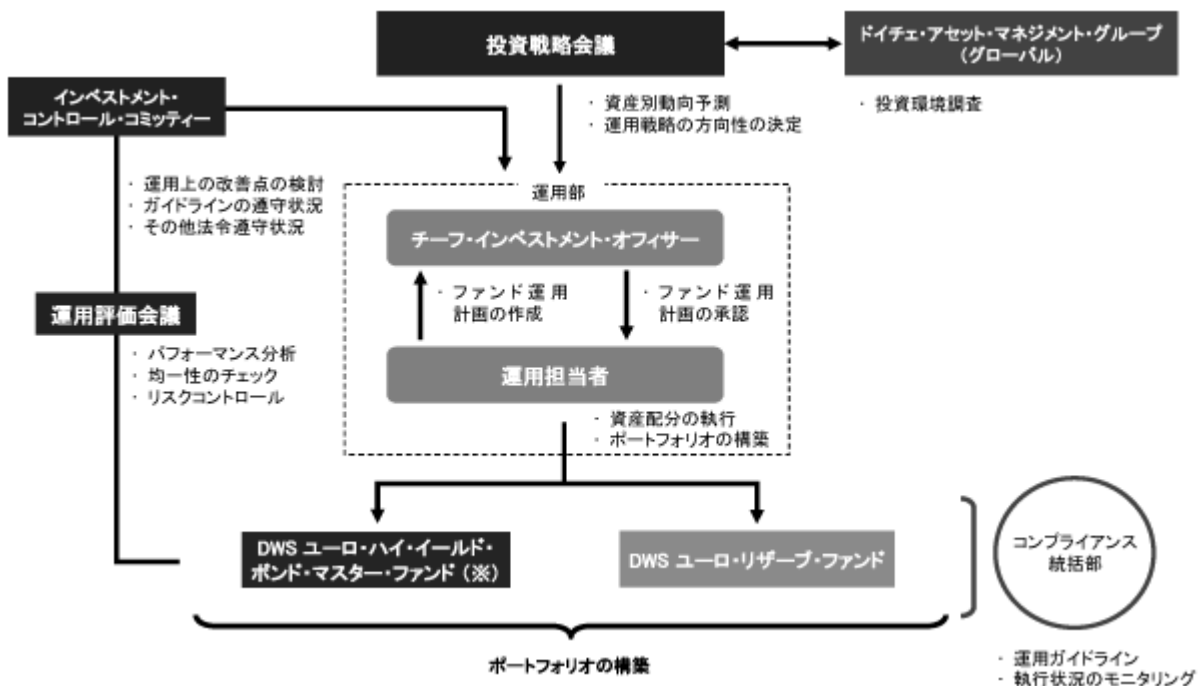 投資戦略会議
ドイチェ・アセット・マネジメント・グループ
(グローバル)
インベストメント・
コントロール・コミッティー
・ 資産別動向予測
・ 運用戦略の方向性の決定
・ 投資環境調査
・ 運用上の改善点の検討
・ ガイドラインの遵守状況
・ その他法令遵守状況
運用部
チーフ・インベストメント・オフィサー
・ ファンド運用
計画の作成
・ ファンド運用
計画の承認
運用評価会議
・ パフォーマンス分析
・ 均一性のチェック
・ リスクコントロール
運用担当者
・ 資産配分の執行
・ ポートフォリオの構築
DWS ユーロ・ハイ・イールド・
ボンド・マスター・ファンド (※)
DWS ユーロ・リザーブ・ファンド
コンプライアンス
統括部
ポートフォリオの構築
・ 運用ガイドライン
・ 執行状況のモニタリング